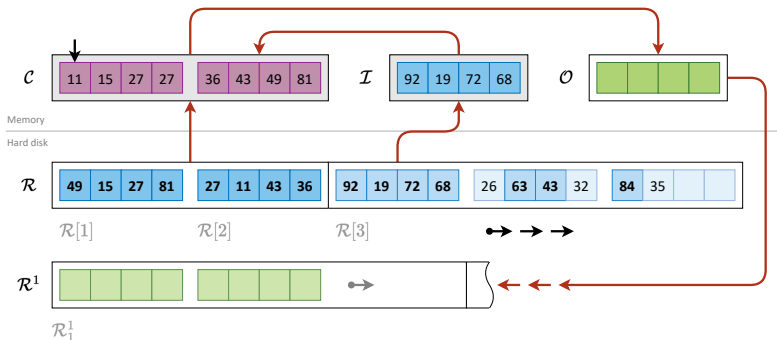 𝒞 11 15 27 27 36 43 49 81 ℐ 92 19 72 68 𝒪
Memory
Hard disk
ℛ 49 15 27 81 27 11 43 36 92 19 72 68 26 63 43 32 84 35
ℛ[1] ℛ[2] ℛ[3]
ℛ¹
ℛ¹₁